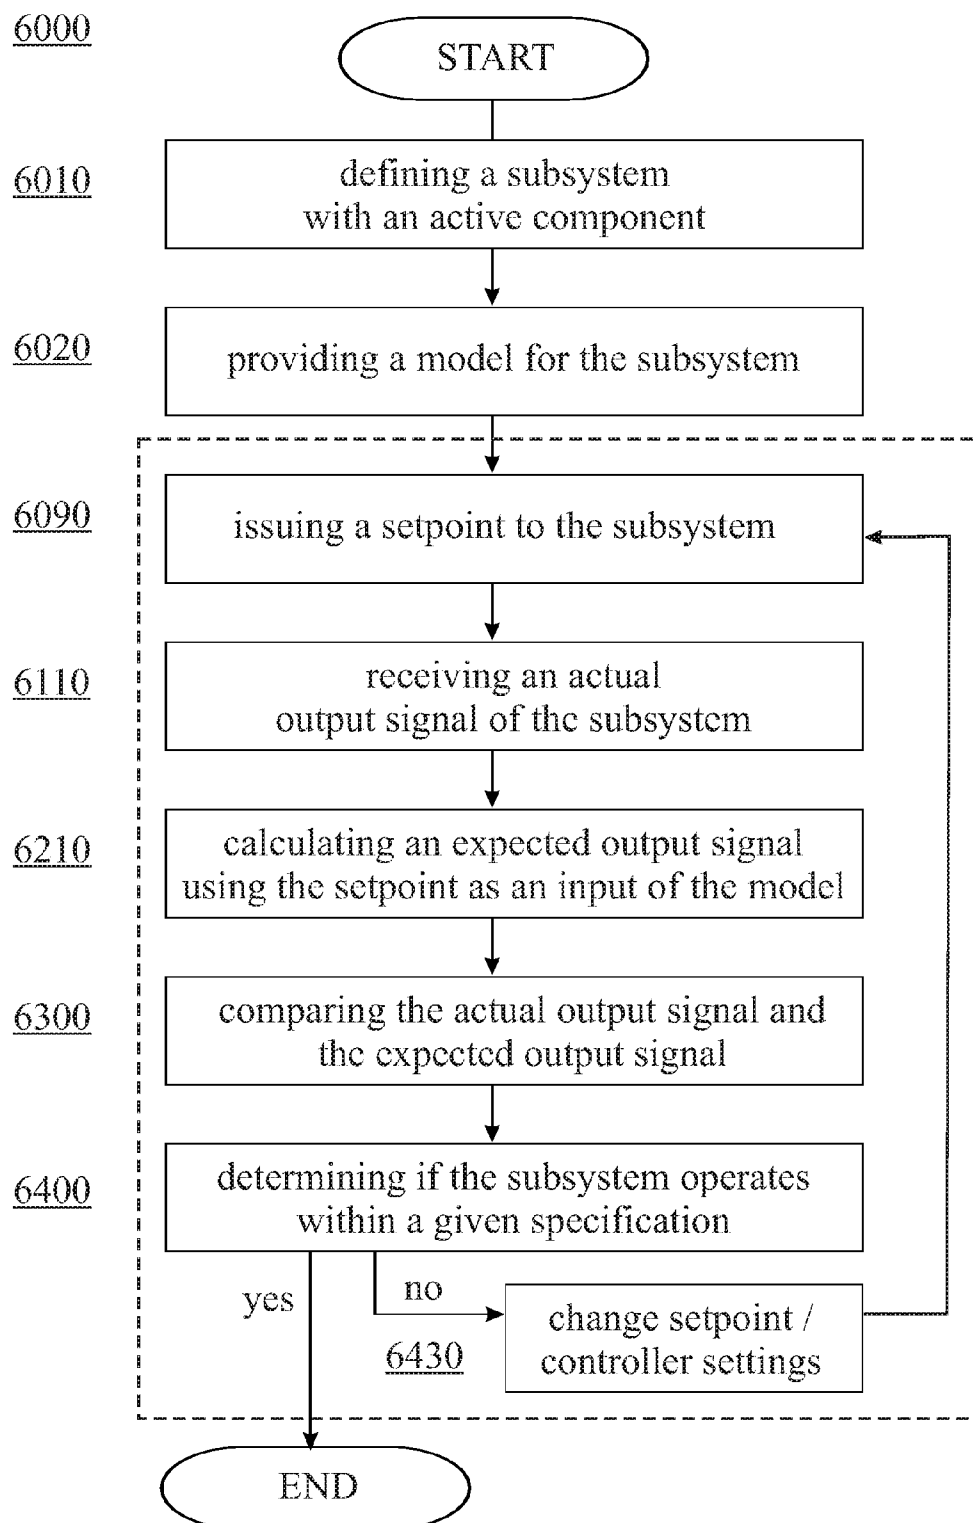 6000
START
6010
defining a subsystem
with an active component
6020
providing a model for the subsystem
6090
issuing a setpoint to the subsystem
6110
receiving an actual
output signal of the subsystem
6210
calculating an expected output signal
using the setpoint as an input of the model
6300
comparing the actual output signal and
the expected output signal
6400
determining if the subsystem operates
within a given specification
yes
no
6430
change setpoint /
controller settings
END